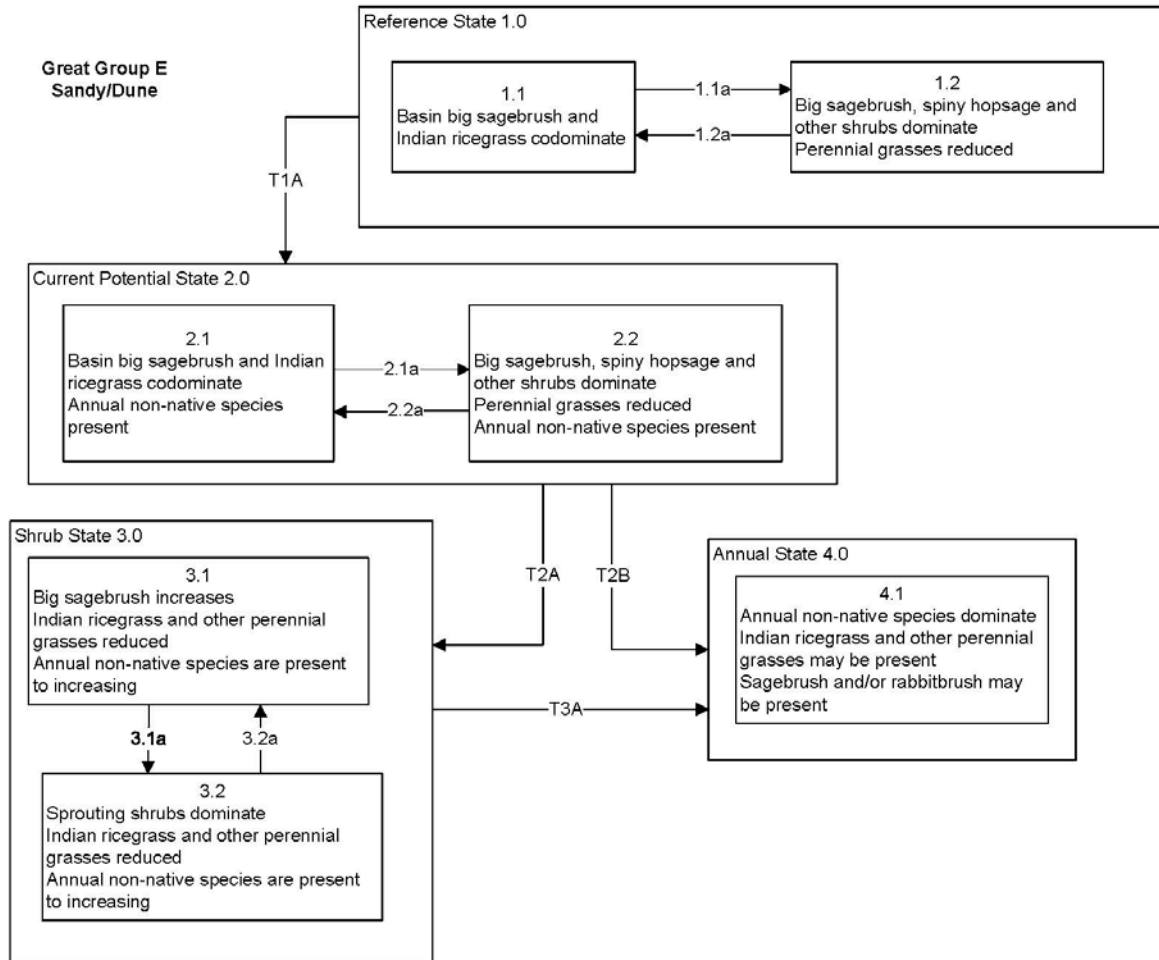 Reference State 1.0
Great Group E
Sandy/Dune
1.1
Basin big sagebrush and
Indian ricegrass codominate
1.1a
1.2a
1.2
Big sagebrush, spiny hopsage and
other shrubs dominate
Perennial grasses reduced
T1A
Current Potential State 2.0
2.1
Basin big sagebrush and Indian
ricegrass codominate
Annual non-native species
present
2.1a
2.2a
2.2
Big sagebrush, spiny hopsage and
other shrubs dominate
Perennial grasses reduced
Annual non-native species present
T2A
T2B
Shrub State 3.0
3.1
Big sagebrush increases
Indian ricegrass and other perennial
grasses reduced
Annual non-native species are present
to increasing
3.1a
3.2a
3.2
Sprouting shrubs dominate
Indian ricegrass and other perennial
grasses reduced
Annual non-native species are present
to increasing
T3A
Annual State 4.0
4.1
Annual non-native species dominate
Indian ricegrass and other perennial
grasses may be present
Sagebrush and/or rabbitbrush may
be present